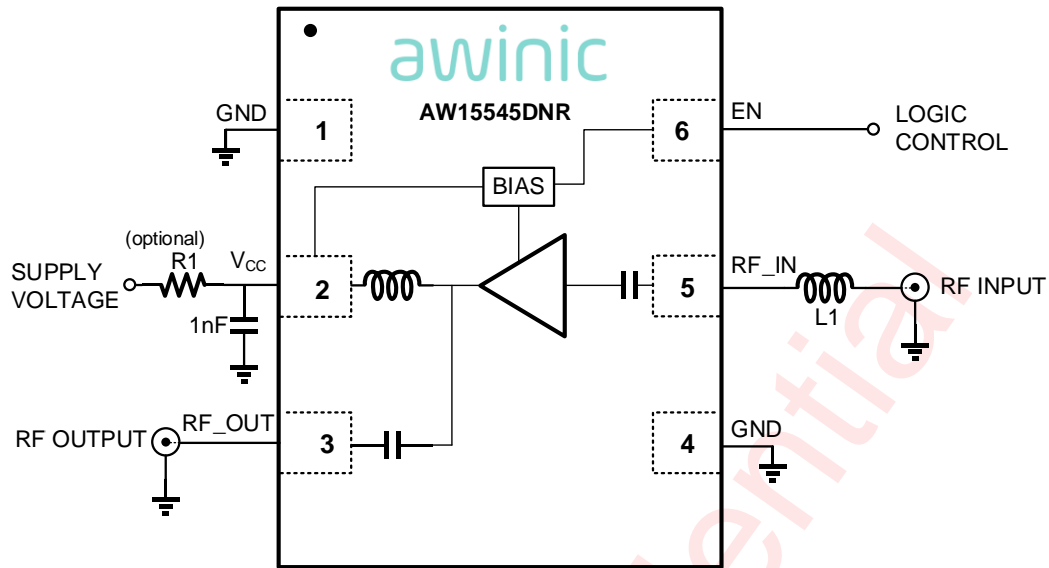 awinic
AW15545DNR
GND
1
6
EN
LOGIC
CONTROL
BIAS
(optional)
R1
VCC
SUPPLY
VOLTAGE
2
5
RF_IN
RF INPUT
L1
1nF
RF_OUT
RF OUTPUT
3
4
GND
ential